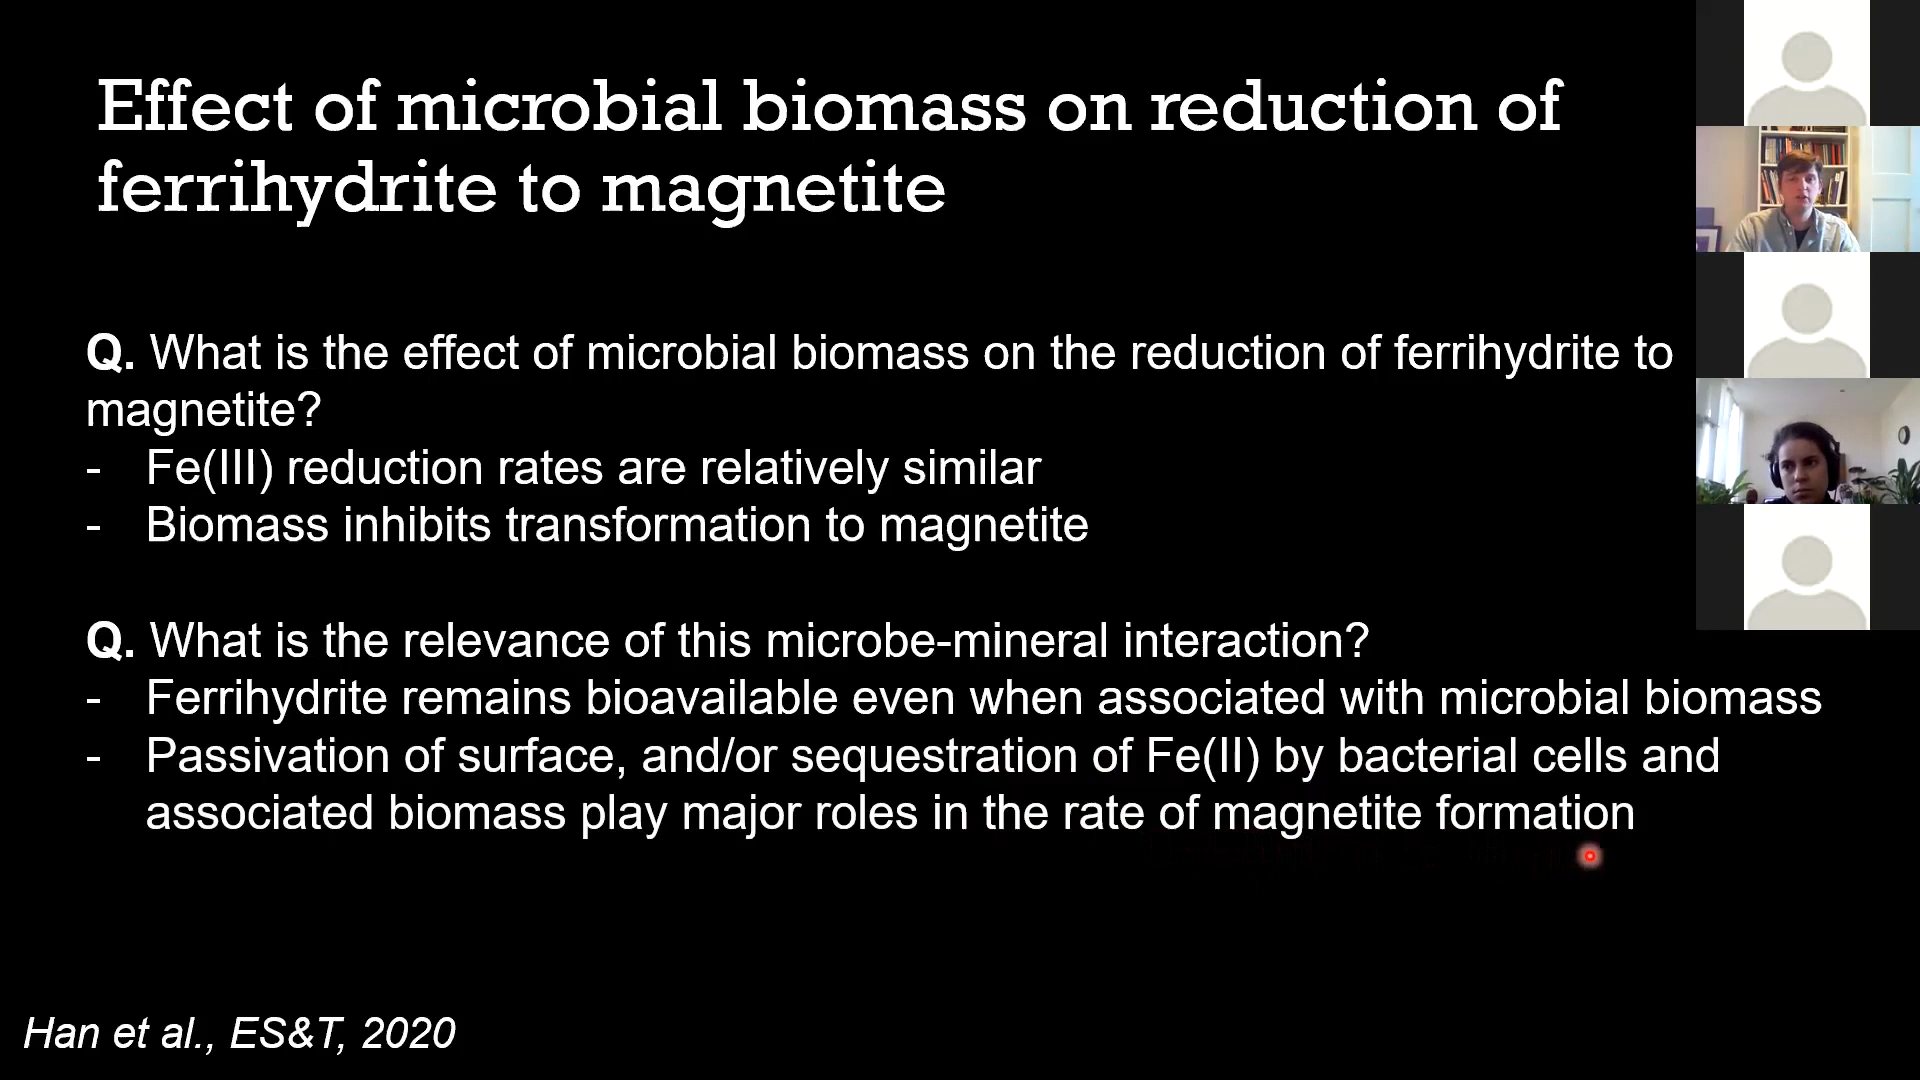 Effect of microbial biomass on reduction of
ferrihydrite to magnetite
Q. What is the effect of microbial biomass on the reduction of ferrihydrite to
magnetite?
- Fe(III) reduction rates are relatively similar
- Biomass inhibits transformation to magnetite
Q. What is the relevance of this microbe-mineral interaction?
- Ferrihydrite remains bioavailable even when associated with microbial biomass
- Passivation of surface, and/or sequestration of Fe(II) by bacterial cells and
associated biomass play major roles in the rate of magnetite formation
Han et al., ES&T, 2020